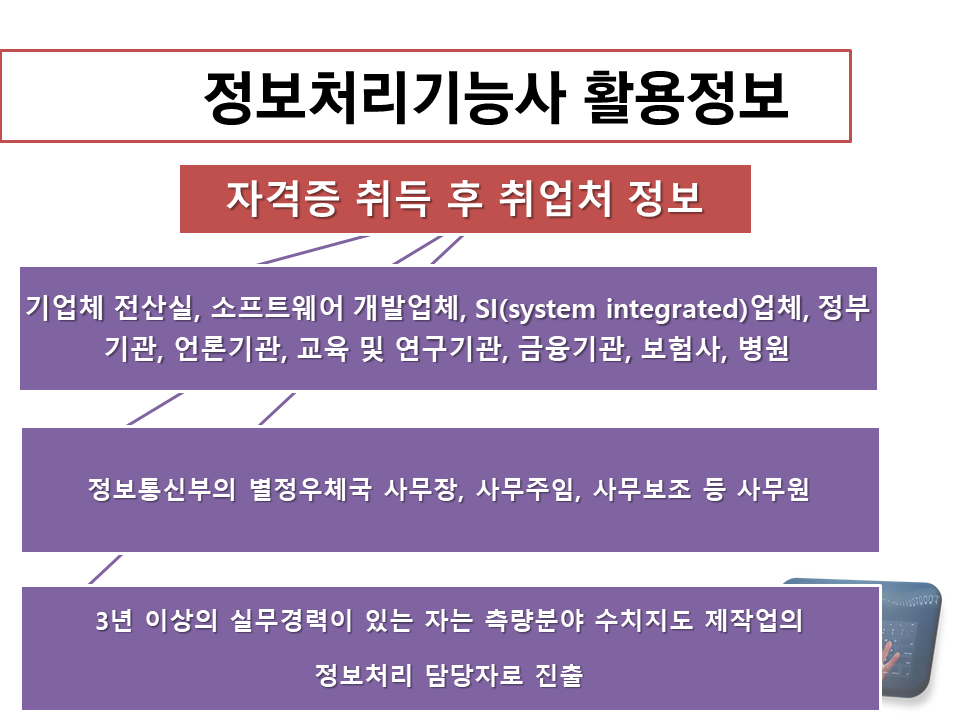 정보처리기능사 활용정보
자격증 취득 후 취업처 정보
기업체 전산실, 소프트웨어 개발업체, SI(system integrated)업체, 정부
기관, 언론기관, 교육 및 연구기관, 금융기관, 보험사, 병원
정보통신부의 별정우체국 사무장, 사무주임, 사무보조 등 사무원
3년 이상의 실무경력이 있는 자는 측량분야 수치지도 제작업의
정보처리 담당자로 진출